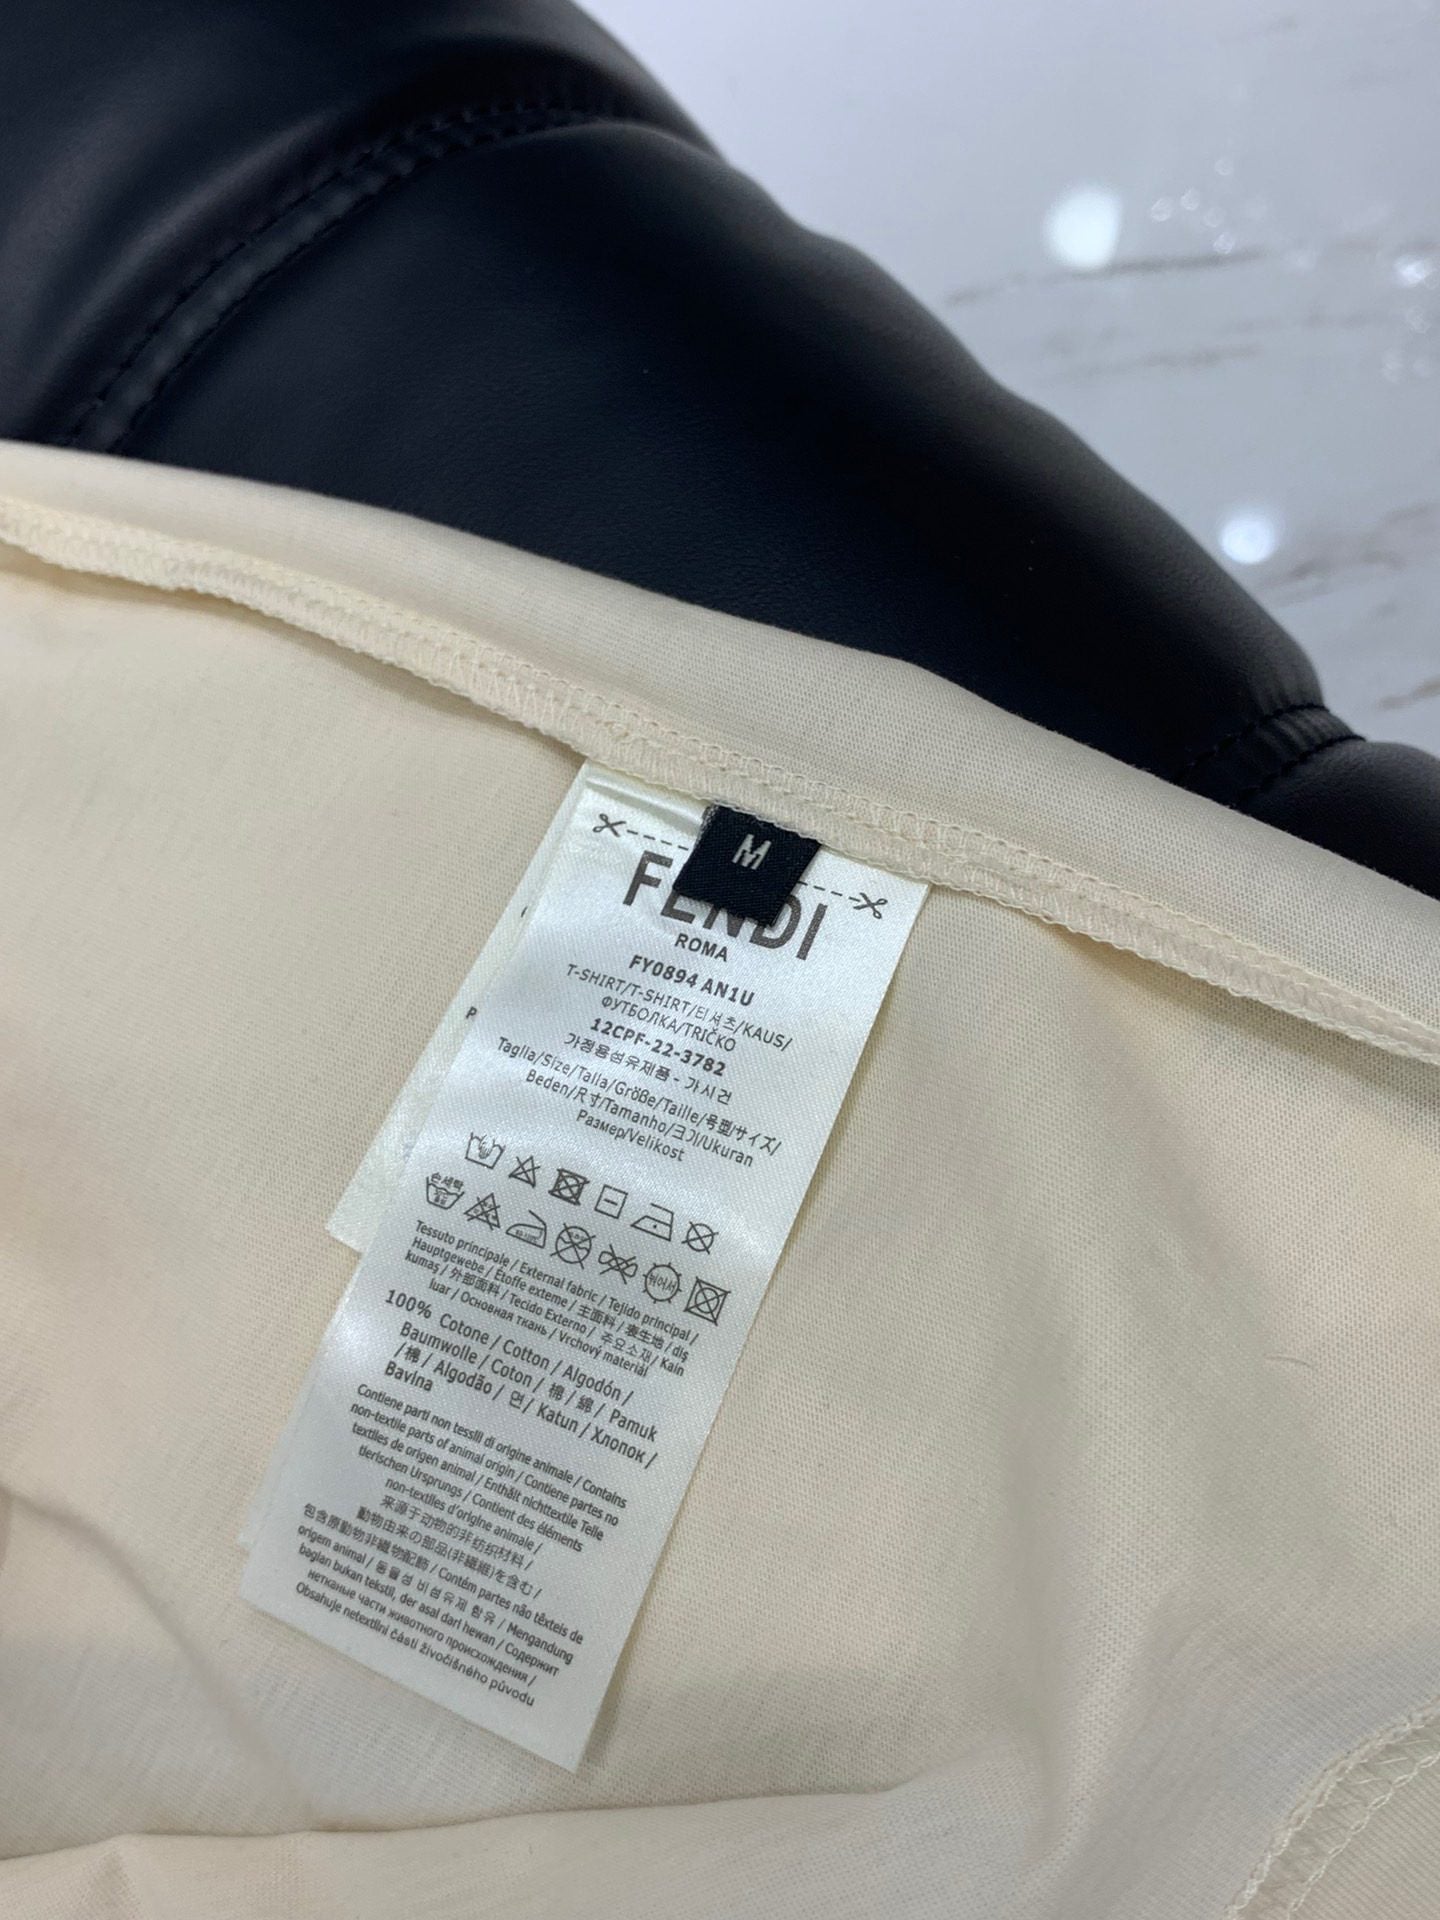 M
FENDI
ROMA
FY0894 AN1U
T-SHIRT/T-SHIRT/티셔츠/KAUS/
ФУТБОЛКА/TRIČKO
12CPF-22-3782
가정용섬유제품 - 가시건
Taglia/Size/Talla/Größe/Taille/号型/サイズ/
Beden/尺寸/Tamanho/크기/Ukuran
Размер/Velikost
손세탁
Tessuto principale / External fabric / Tejido principal /
Hauptgewebe / Etoffe externe / 主面料 / 表生地 / diş
kumaş / 外部面料 / Tecido Externo / 주요소재 / Kain
luar / Основная ткань / Vrchový materiál
100% Cotone / Cotton / Algodón /
Baumwolle / Coton / 棉 / 綿 / Pamuk
/ 棉 / Algodão / 면 / Katun / Хлопок /
Bavlna
Contiene parti non tessili di origine animale / Contains
non-textile parts of animal origin / Contiene partes no
textiles de origen animal / Enthält nichttextile Teile
tierischen Ursprungs / Contient des éléments
non-textiles d'origine animale /
来源于动物的非纺织材料 /
動物由来の部品(非繊維)を含む /
包含原動物非織物配飾 / Contém partes não têxteis de
origem animal / 동물성 비섬유제 함유 / Mengandung
bagian bukan tekstil, der asal dari hewan / Содержит
нетканые части животного происхождения /
Obsahuje netextilní části živočišného původu